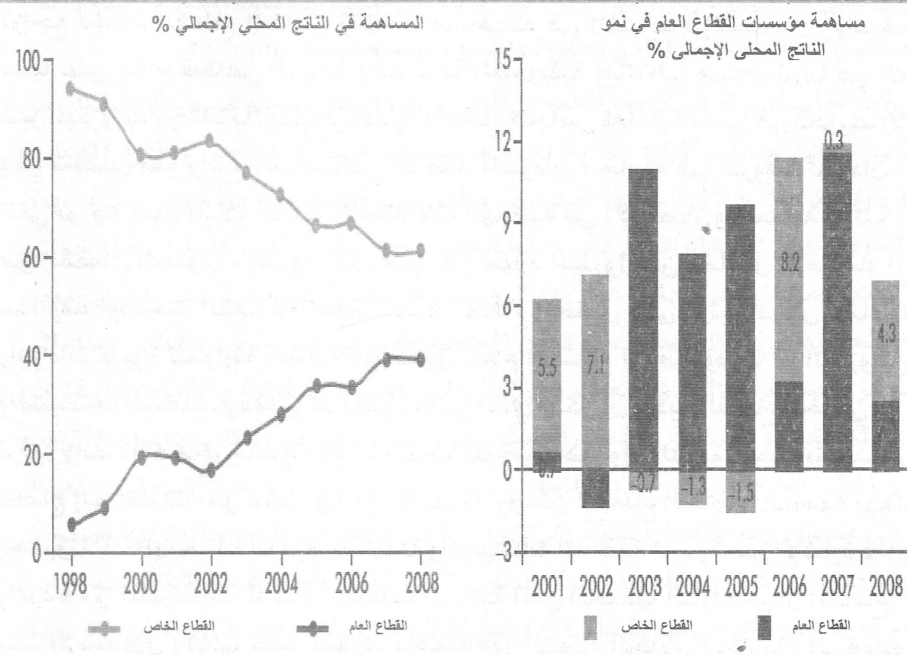 مساهمة مؤسسات القطاع العام في نمو
الناتج المحلى الإجمالى %
15
12
9
6
3
0
−3
5.5
0.7
7.1
−0.7
−1.3
−1.5
8.2
0.3
4.3
2001 2002 2003 2004 2005 2006 2007 2008
القطاع العام
القطاع الخاص
المساهمة في الناتج المحلي الإجمالي %
100
80
60
40
20
0
1998 2000 2002 2004 2006 2008
القطاع العام
القطاع الخاص